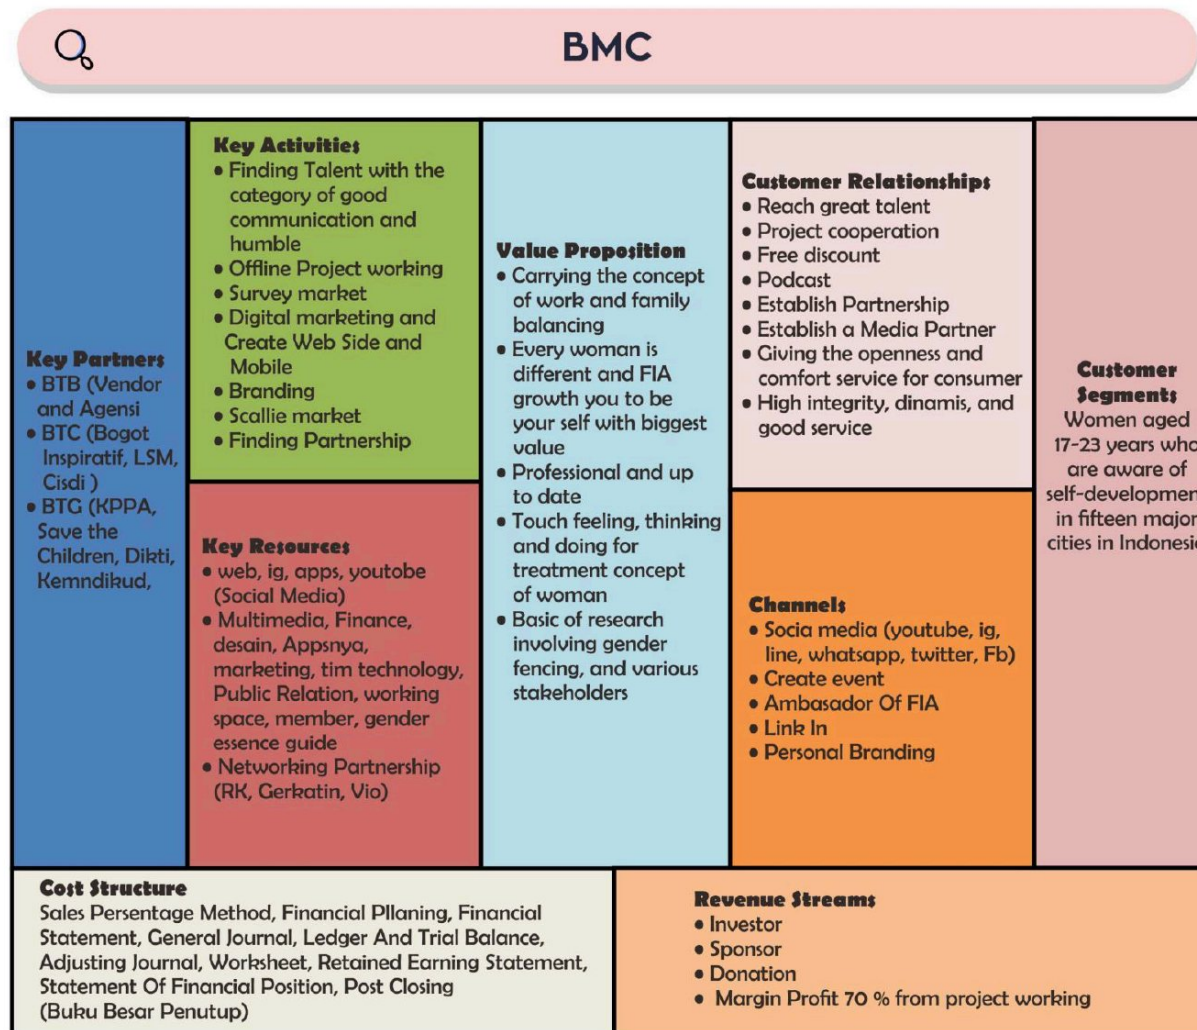 BMC
Key Partners
• BTB (Vendor
and Agensi
• BTC (Bogot
Inspiratif, LSM,
Cisdi )
• BTG (KPPA,
Save the
Children, Dikti,
Kemndikud,
Key Activities
• Finding Talent with the
category of good
communication and
humble
• Offline Project working
• Survey market
• Digital marketing and
Create Web Side and
Mobile
• Branding
• Scallie market
• Finding Partnership
Key Resources
• web, ig, apps, youtobe
(Social Media)
• Multimedia, Finance,
desain, Appsnya,
marketing, tim technology,
Public Relation, working
space, member, gender
essence guide
• Networking Partnership
(RK, Gerkatin, Vio)
Value Proposition
• Carrying the concept
of work and family
balancing
• Every woman is
different and FIA
growth you to be
your self with biggest
value
• Professional and up
to date
• Touch feeling, thinking
and doing for
treatment concept
of woman
• Basic of research
involving gender
fencing, and various
stakeholders
Customer Relationships
• Reach great talent
• Project cooperation
• Free discount
• Podcast
• Establish Partnership
• Establish a Media Partner
• Giving the openness and
comfort service for consumer
• High integrity, dinamis, and
good service
Channels
• Socia media (youtube, ig,
line, whatsapp, twitter, Fb)
• Create event
• Ambasador Of FIA
• Link In
• Personal Branding
Customer
Segments
Women aged
17-23 years who
are aware of
self-developmen
in fifteen major
cities in Indonesi
Cost Structure
Sales Persentage Method, Financial Pllaning, Financial
Statement, General Journal, Ledger And Trial Balance,
Adjusting Journal, Worksheet, Retained Earning Statement,
Statement Of Financial Position, Post Closing
(Buku Besar Penutup)
Revenue Streams
• Investor
• Sponsor
• Donation
• Margin Profit 70 % from project working